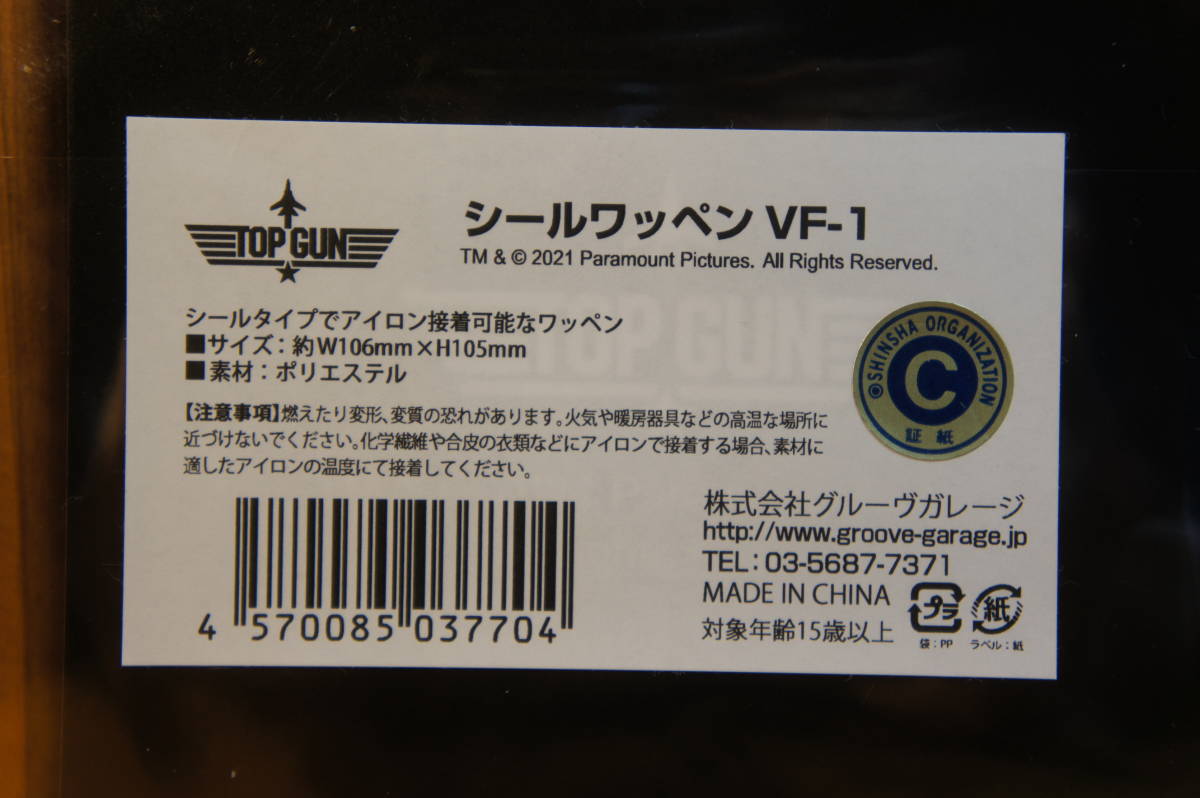 TOP GUN
シールワッペン VF-1
TM & © 2021 Paramount Pictures. All Rights Reserved.
シールタイプでアイロン接着可能なワッペン
■サイズ：約W106mm×H105mm
■素材：ポリエステル
【注意事項】燃えたり変形、変質の恐れがあります。火気や暖房器具などの高温な場所に
近づけないでください。化学繊維や合皮の衣類などにアイロンで接着する場合、素材に
適したアイロンの温度にて接着してください。
SHINSHA ORGANIZATION
C
証紙
株式会社グルーヴガレージ
http://www.groove-garage.jp
TEL：03-5687-7371
MADE IN CHINA
対象年齢15歳以上
プラ
袋：PP
紙
ラベル：紙
4 570085 037704